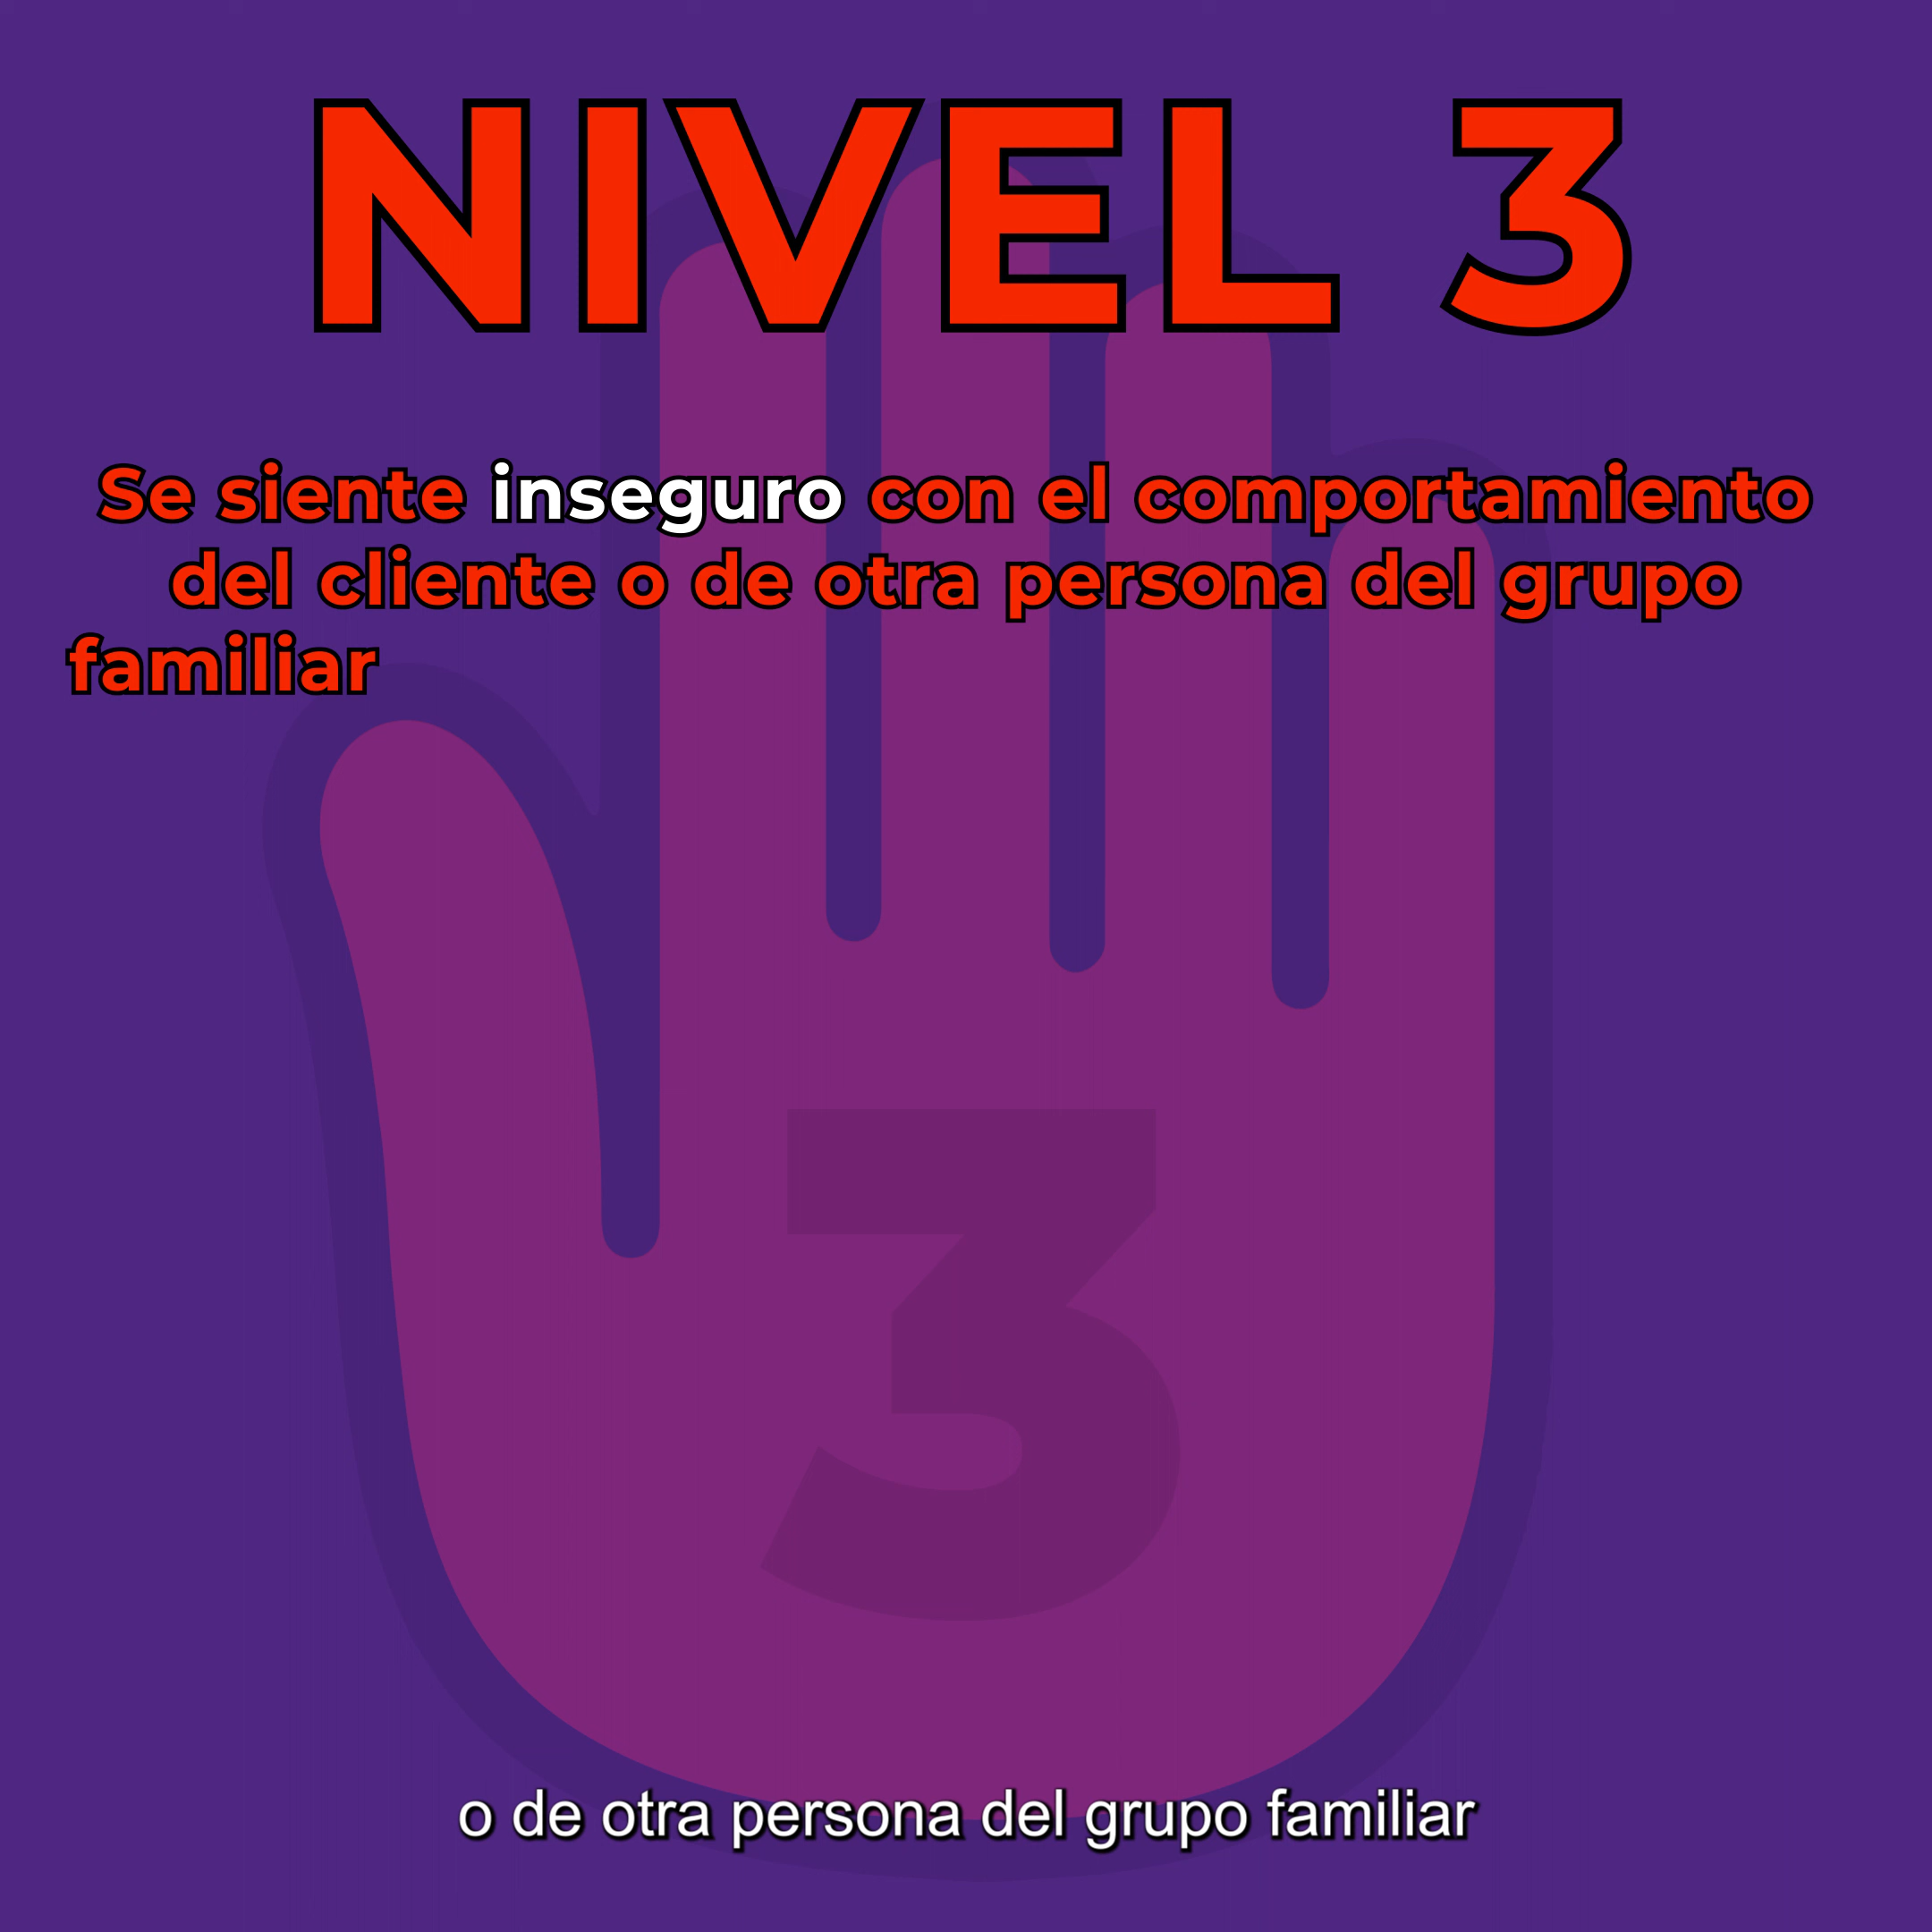 NIVEL 3
Se siente inseguro con el comportamiento
del cliente o de otra persona del grupo
familiar
3
o de otra persona del grupo familiar